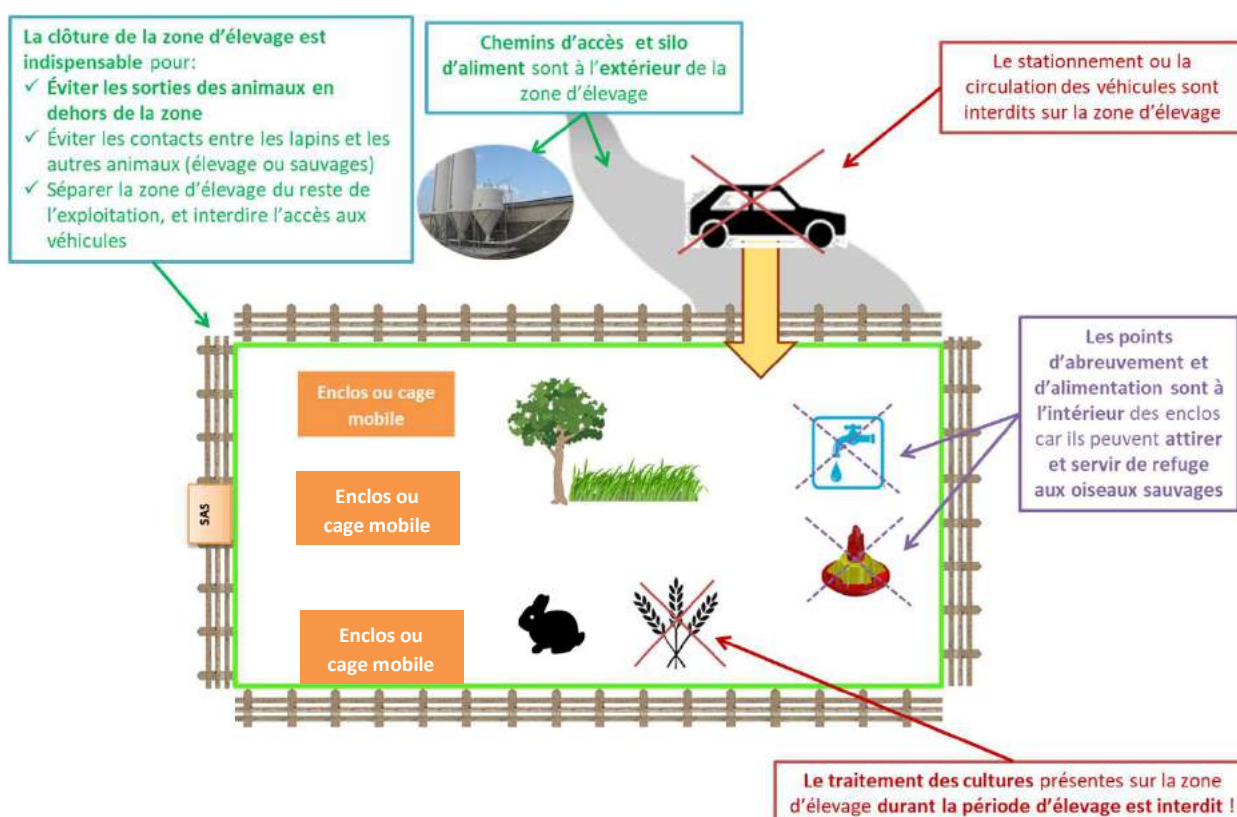 La clôture de la zone d'élevage est
indispensable pour:
✓ Éviter les sorties des animaux en
dehors de la zone
✓ Éviter les contacts entre les lapins et les
autres animaux (élevage ou sauvages)
✓ Séparer la zone d'élevage du reste de
l'exploitation, et interdire l'accès aux
véhicules
Chemins d'accès et silo
d'aliment sont à l'extérieur de la
zone d'élevage
Le stationnement ou la
circulation des véhicules sont
interdits sur la zone d'élevage
Les points
d'abreuvement et
d'alimentation sont à
l'intérieur des enclos
car ils peuvent attirer
et servir de refuge
aux oiseaux sauvages
Enclos ou cage
mobile
Enclos ou
cage mobile
SAS
Enclos ou
cage mobile
Le traitement des cultures présentes sur la zone
d'élevage durant la période d'élevage est interdit !